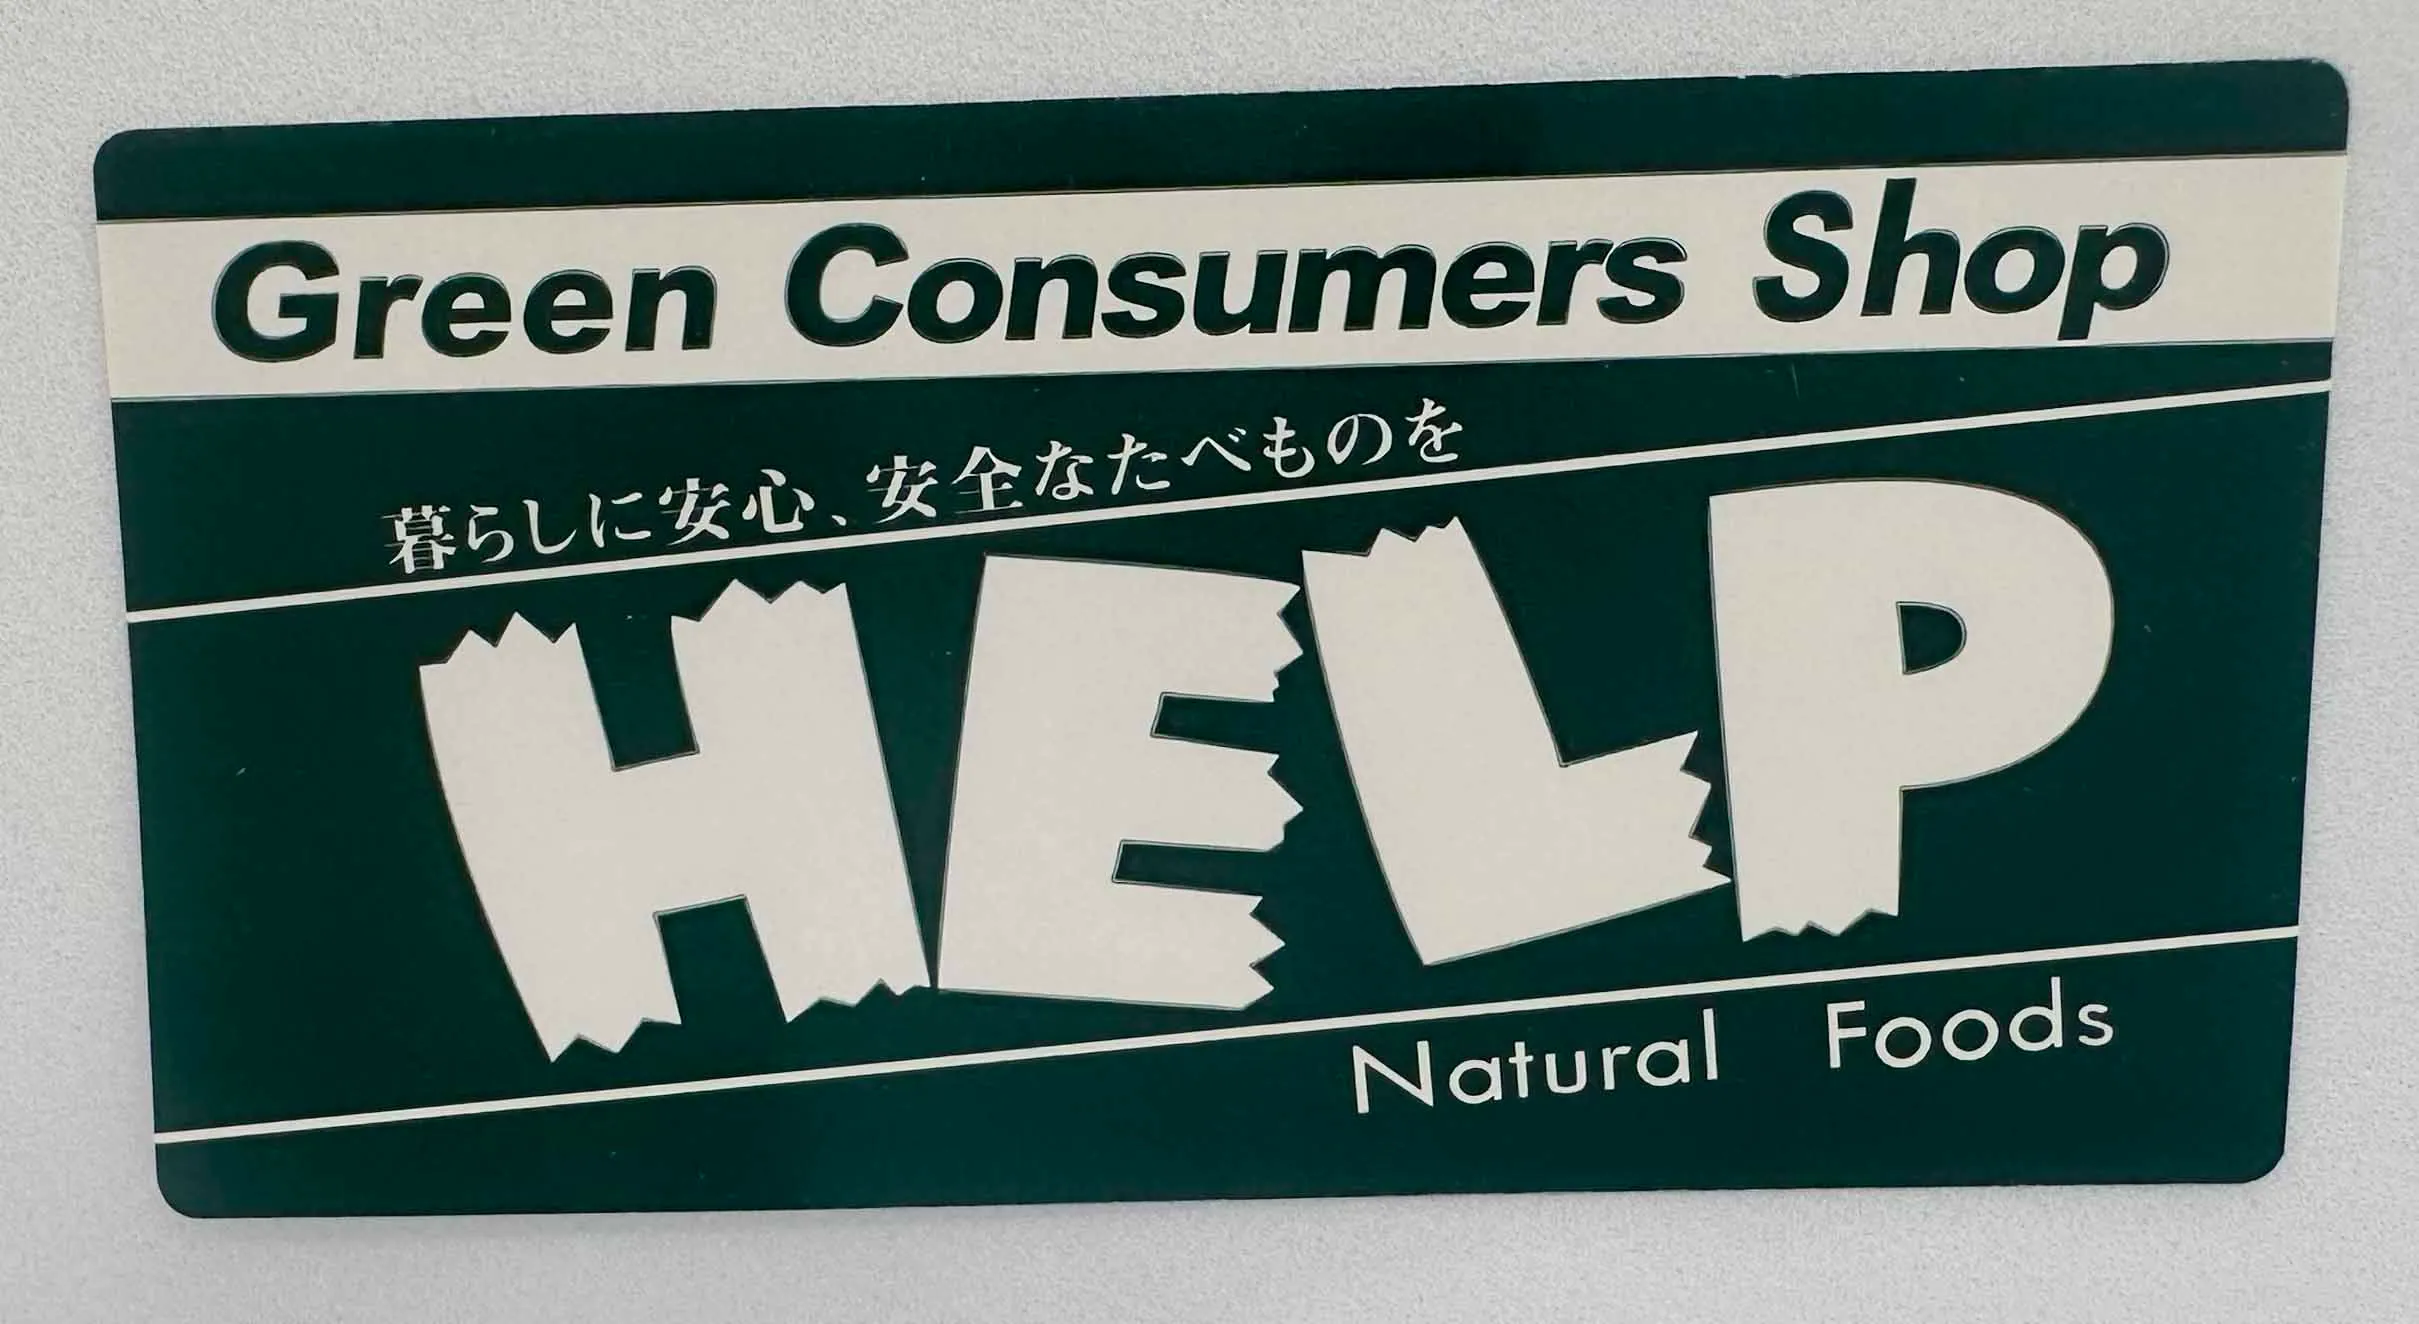 Green Consumers Shop
暮らしに安心、安全なたべものを
HELP
Natural Foods